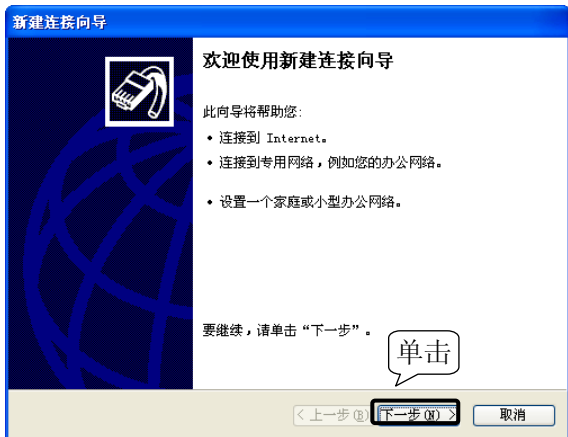 新建连接向导
欢迎使用新建连接向导
此向导将帮助您:
• 连接到 Internet。
• 连接到专用网络，例如您的办公网络。
• 设置一个家庭或小型办公网络。
要继续，请单击“下一步”。
单击
< 上一步(B) 下一步(N) > 取消